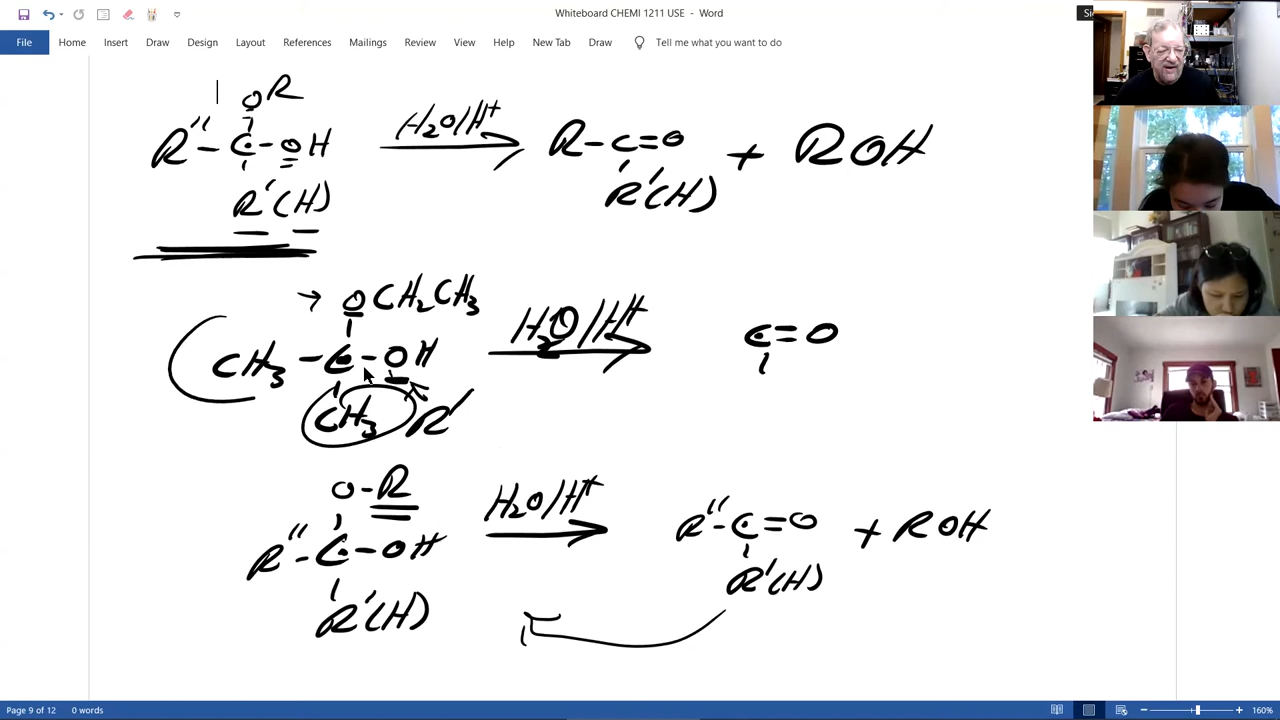 Whiteboard CHEMI 1211 USE - Word
File Home Insert Draw Design Layout References Mailings Review View Help New Tab Draw Tell me what you want to do
OR
R'' - C - OH H₂O/H⁺ R - C = O + ROH
R'(H) R'(H)
OCH₂CH₃
CH₃ - C - OH H₂O/H⁺ C = O
CH₃ R'
O - R
R'' - C - OH H₂O/H⁺ R'' - C = O + ROH
R'(H) R'(H)
Page 9 of 12 0 words 160%